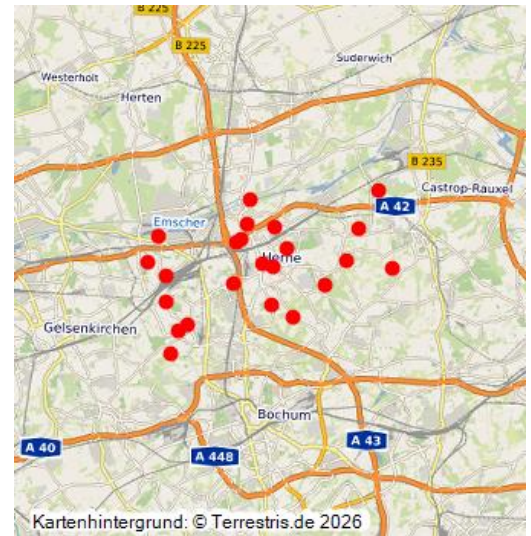 B 225
B 225
Suderwich
Westerholt
Herten
B 235
Castrop-Rauxel
A 42
Emscher
Herne
Gelsenkirchen
Bochum
A 43
A 40
A 448
Kartenhintergrund: © Terrestris.de 2026